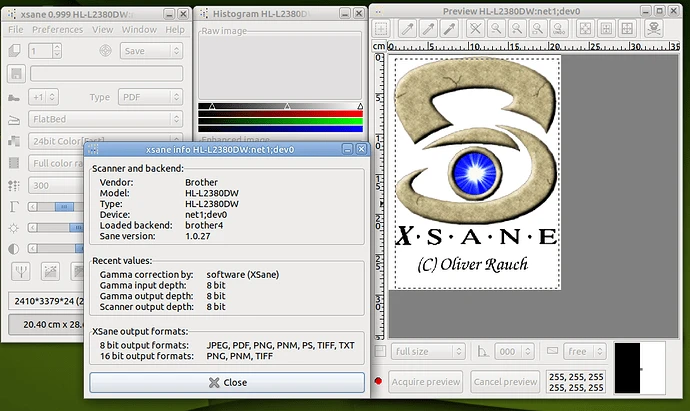 xsane 0.999 HL-L2380DW
File Preferences View Window Help
1
Save
+1
Type
PDF
FlatBed
24bit Color[Fast]
Full color ra
300
2410*3379*24 (2
20.40 cm x 28.
Histogram HL-L2380DW
Raw image
Enhanced image
xsane info HL-L2380DW:net1;dev0
Scanner and backend:
Vendor: Brother
Model: HL-L2380DW
Type: HL-L2380DW
Device: net1;dev0
Loaded backend: brother4
Sane version: 1.0.27
Recent values:
Gamma correction by: software (XSane)
Gamma input depth: 8 bit
Gamma output depth: 8 bit
Scanner output depth: 8 bit
XSane output formats:
8 bit output formats: JPEG, PDF, PNG, PNM, PS, TIFF, TXT
16 bit output formats: PNG, PNM, TIFF
Close
Preview HL-L2380DW:net1;dev0
cm
X·S·A·N·E
(C) Oliver Rauch
full size
000
free
Acquire preview
Cancel preview
255, 255, 255
255, 255, 255